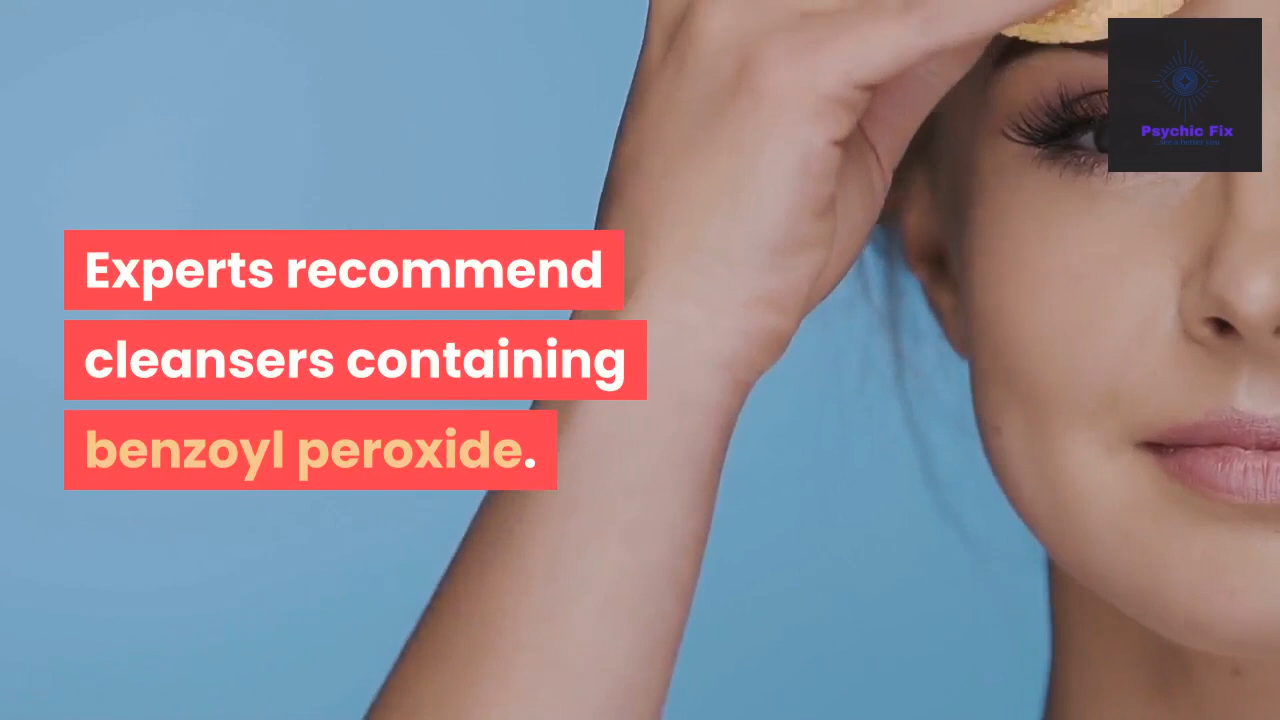 Psychic Fix
Experts recommend
cleansers containing
benzoyl peroxide.